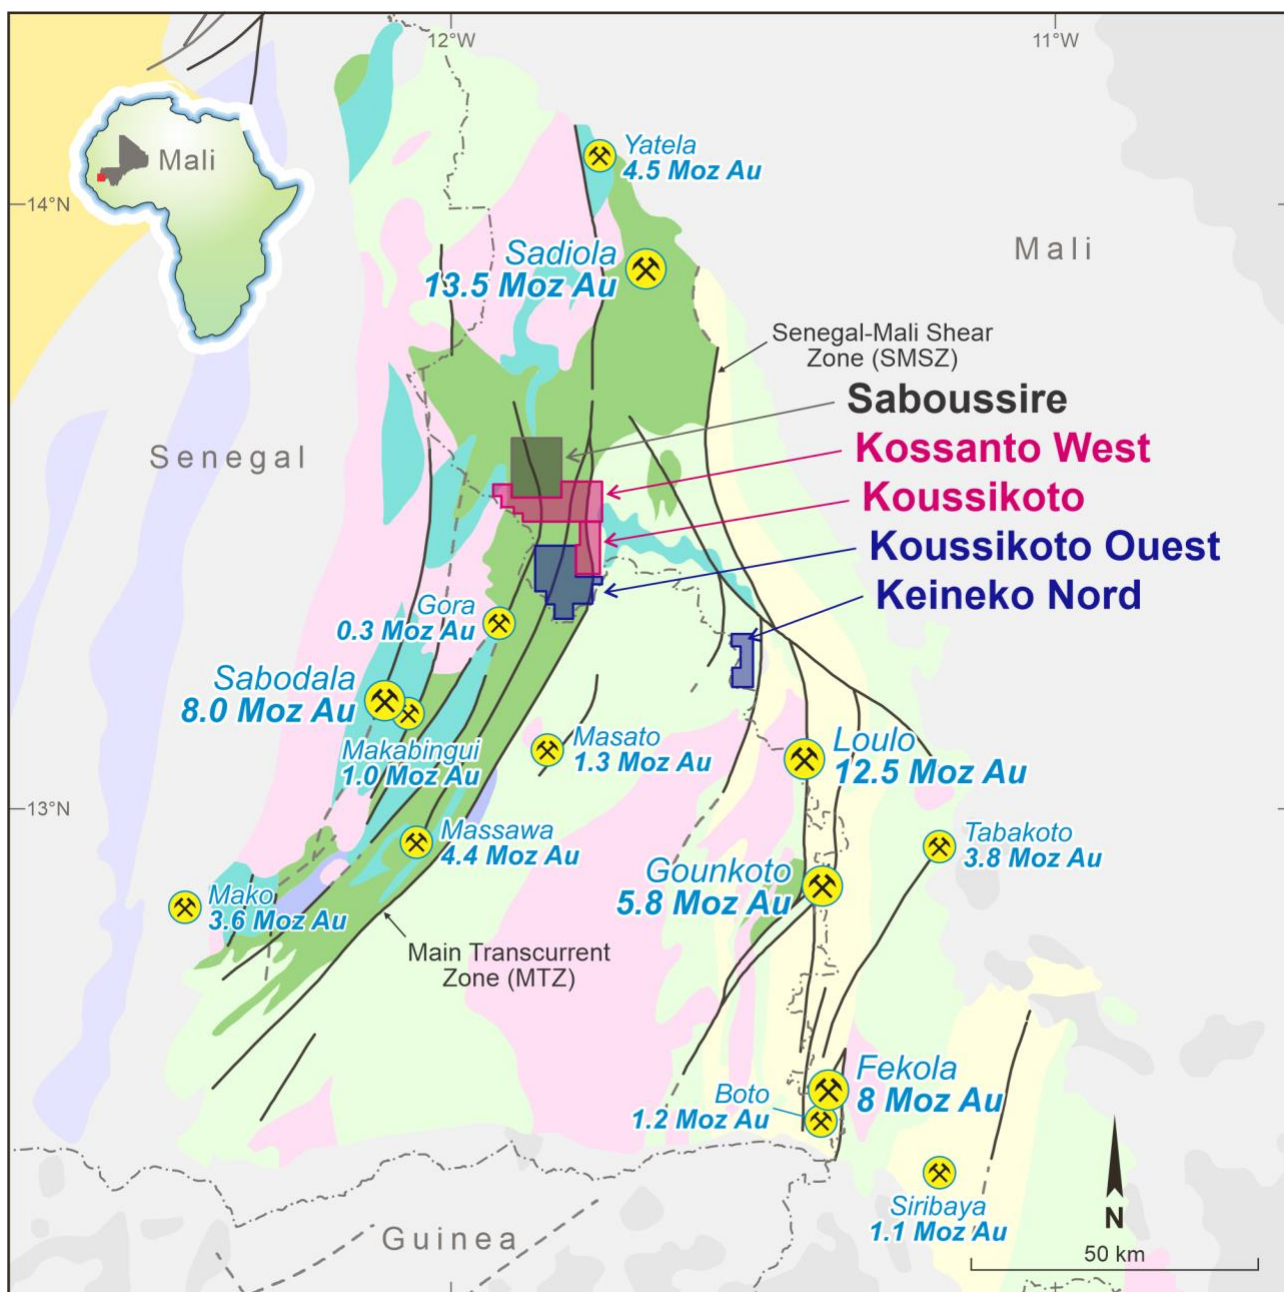 12°W
11°W
14°N
Mali
Yatela
4.5 Moz Au
Mali
Sadiola
13.5 Moz Au
Senegal-Mali Shear
Zone (SMSZ)
Saboussire
Kossanto West
Senegal
Koussikoto
Koussikoto Ouest
Keineko Nord
Gora
0.3 Moz Au
Sabodala
8.0 Moz Au
Makabingui
1.0 Moz Au
Masato
1.3 Moz Au
Loulo
12.5 Moz Au
13°N
Massawa
4.4 Moz Au
Tabakoto
3.8 Moz Au
Gounkoto
5.8 Moz Au
Mako
3.6 Moz Au
Main Transcurrent
Zone (MTZ)
Fekola
8 Moz Au
Boto
1.2 Moz Au
Siribaya
1.1 Moz Au
N
Guinea
50 km